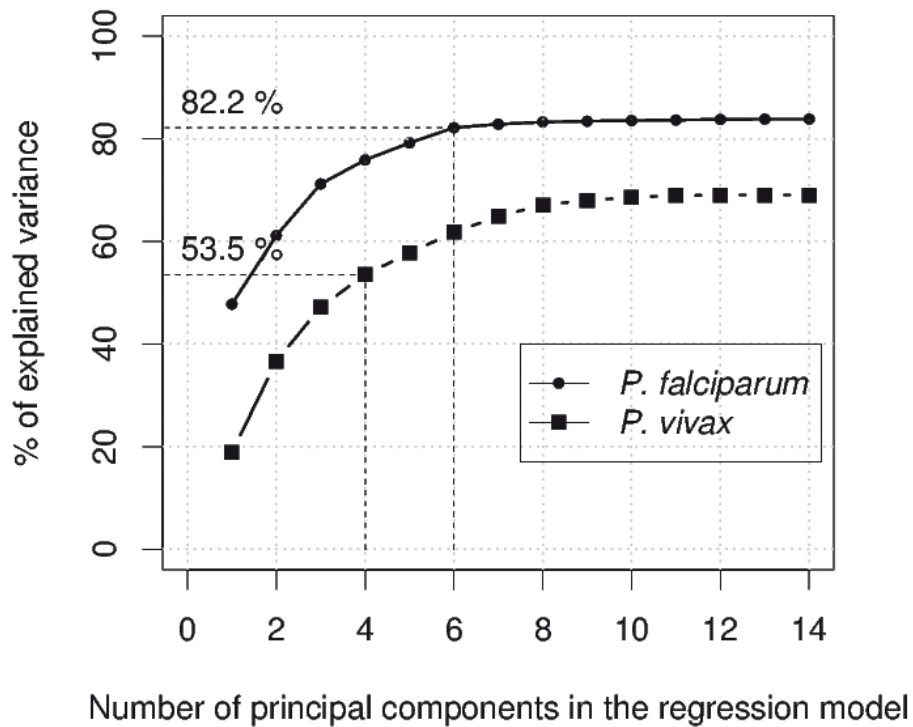 % of explained variance
100
80
60
40
20
0
82.2 %
53.5 %
P. falciparum
P. vivax
0 2 4 6 8 10 12 14
Number of principal components in the regression model